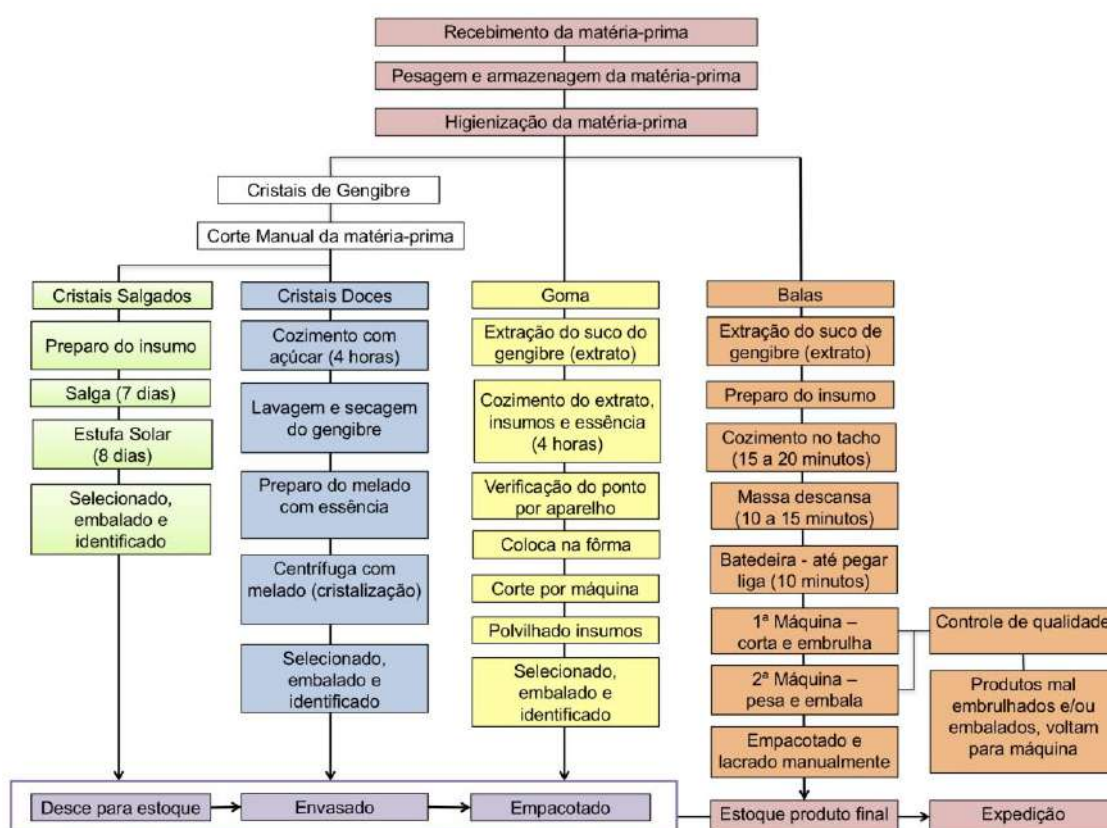 Recebimento da matéria-prima
Pesagem e armazenagem da matéria-prima
Higienização da matéria-prima
Cristais de Gengibre
Corte Manual da matéria-prima
Cristais Salgados
Preparo do insumo
Salga (7 dias)
Estufa Solar
(8 dias)
Selecionado,
embalado e
identificado
Cristais Doces
Cozimento com
açúcar (4 horas)
Lavagem e secagem
do gengibre
Preparo do melado
com essência
Centrífuga com
melado (cristalização)
Selecionado,
embalado e
identificado
Goma
Extração do suco do
gengibre (extrato)
Cozimento do extrato,
insumos e essência
(4 horas)
Verificação do ponto
por aparelho
Coloca na fôrma
Corte por máquina
Polvilhado insumos
Selecionado,
embalado e
identificado
Balas
Extração do suco de
gengibre (extrato)
Preparo do insumo
Cozimento no tacho
(15 a 20 minutos)
Massa descansa
(10 a 15 minutos)
Batedeira - até pegar
liga (10 minutos)
1ª Máquina –
corta e embrulha
2ª Máquina –
pesa e embala
Empacotado e
lacrado manualmente
Controle de qualidade
Produtos mal
embrulhados e/ou
embalados, voltam
para máquina
Desce para estoque
Envasado
Empacotado
Estoque produto final
Expedição